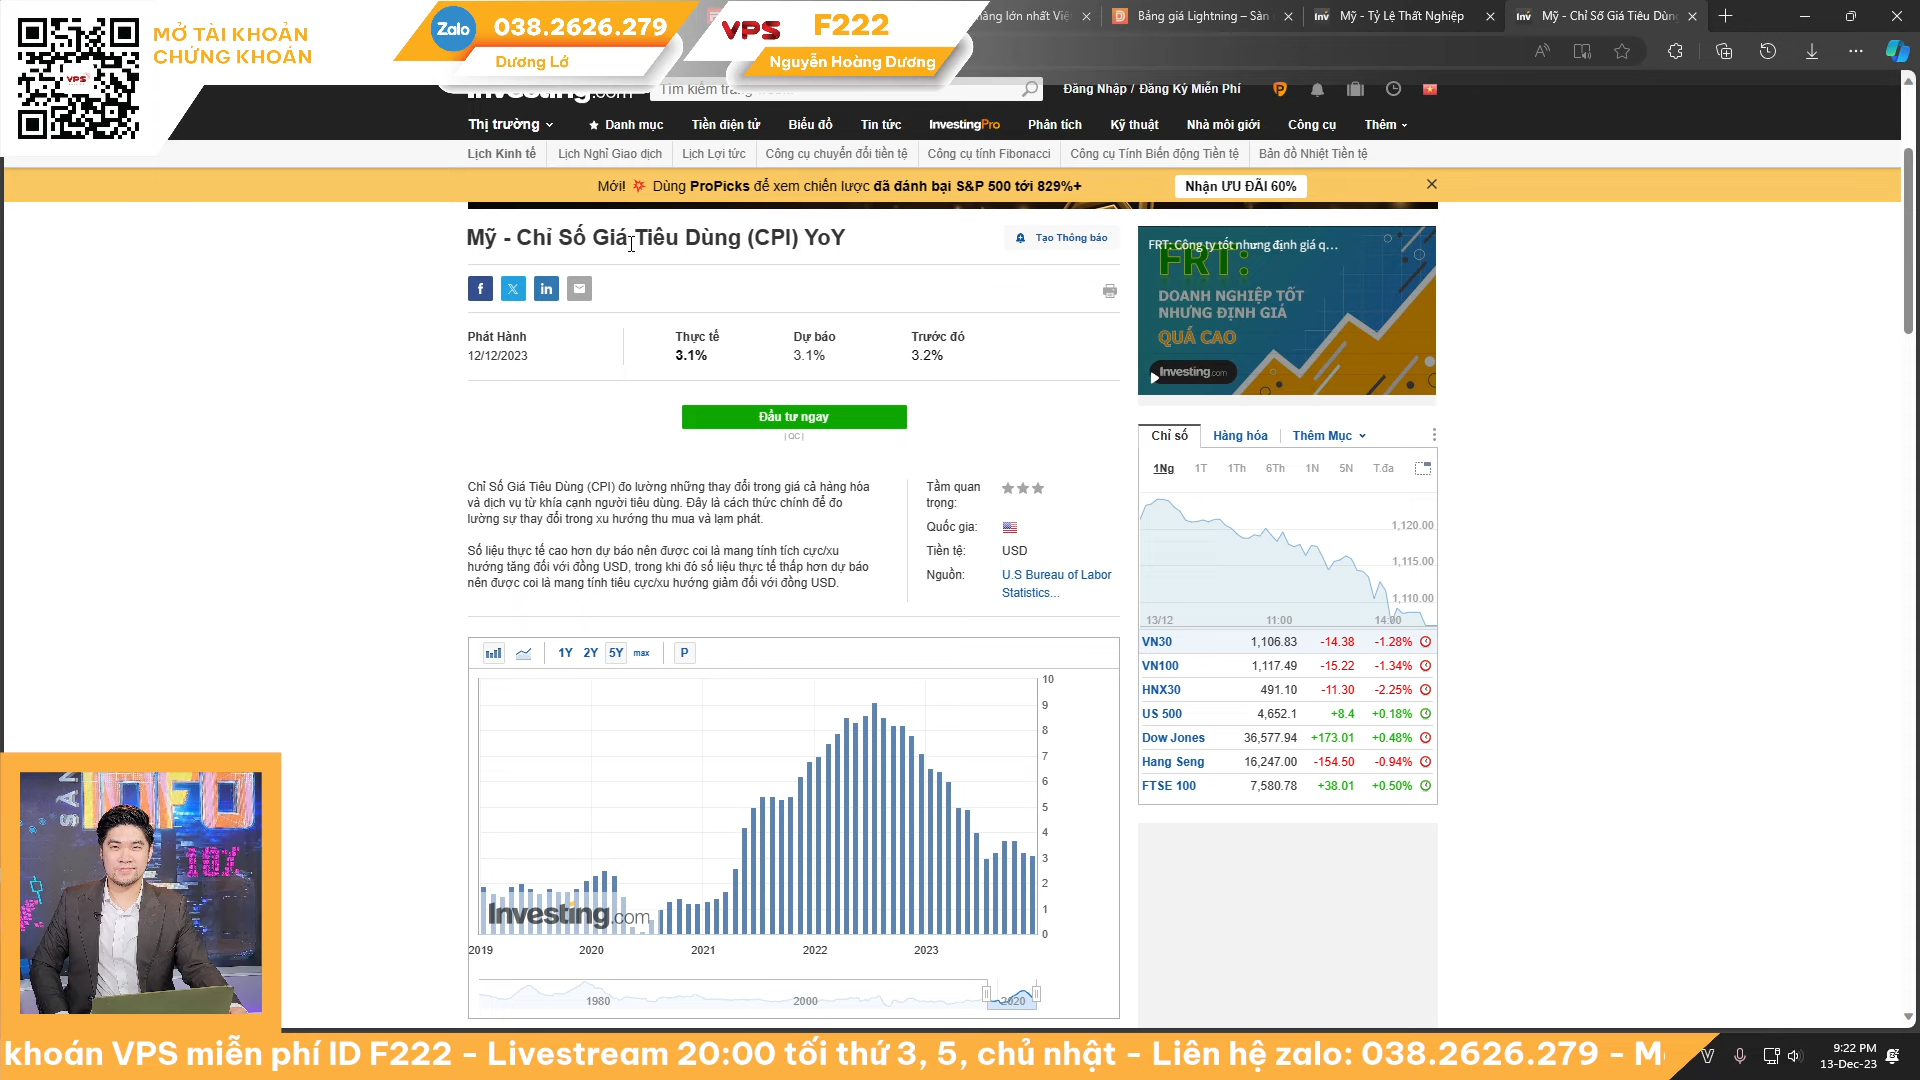 MỞ TÀI KHOẢN
CHỨNG KHOÁN
VPS
Zalo
038.2626.279
Dương Lớ
VPS
F222
Nguyễn Hoàng Dương
hàng lớn nhất Việ
Bảng giá Lightning – Sàn
Mỹ - Tỷ Lệ Thất Nghiệp
Mỹ - Chỉ Số Giá Tiêu Dùng
Investing.com
Tìm kiếm tra
Đăng Nhập / Đăng Ký Miễn Phí
Thị trường
Danh mục
Tiền điện tử
Biểu đồ
Tin tức
InvestingPro
Phân tích
Kỹ thuật
Nhà môi giới
Công cụ
Thêm
Lịch Kinh tế
Lịch Nghỉ Giao dịch
Lịch Lợi tức
Công cụ chuyển đổi tiền tệ
Công cụ tính Fibonacci
Công cụ Tính Biến động Tiền tệ
Bản đồ Nhiệt Tiền tệ
Mới! Dùng ProPicks để xem chiến lược đã đánh bại S&P 500 tới 829%+
Nhận ƯU ĐÃI 60%
Mỹ - Chỉ Số Giá Tiêu Dùng (CPI) YoY
Tạo Thông báo
Phát Hành
12/12/2023
Thực tế
3.1%
Dự báo
3.1%
Trước đó
3.2%
Đầu tư ngay
| QC |
Chỉ Số Giá Tiêu Dùng (CPI) đo lường những thay đổi trong giá cả hàng hóa
và dịch vụ từ khía cạnh người tiêu dùng. Đây là cách thức chính để đo
lường sự thay đổi trong xu hướng thu mua và lạm phát.
Số liệu thực tế cao hơn dự báo nên được coi là mang tính tích cực/xu
hướng tăng đối với đồng USD, trong khi đó số liệu thực tế thấp hơn dự báo
nên được coi là mang tính tiêu cực/xu hướng giảm đối với đồng USD.
Tầm quan
trọng:
Quốc gia:
Tiền tệ:
USD
Nguồn:
U.S Bureau of Labor
Statistics...
1Y 2Y 5Y max P
10
9
8
7
6
5
4
3
2
1
0
Investing.com
2019 2020 2021 2022 2023
1980 2000 2020
FRT: Công ty tốt nhưng định giá q...
FRT:
DOANH NGHIỆP TỐT
NHƯNG ĐỊNH GIÁ
QUÁ CAO
Investing.com
Chỉ số
Hàng hóa
Thêm Mục
1Ng 1T 1Th 6Th 1N 5N T.đa
1,120.00
1,115.00
1,110.00
13/12 11:00 14:00
VN30 1,106.83 -14.38 -1.28%
VN100 1,117.49 -15.22 -1.34%
HNX30 491.10 -11.30 -2.25%
US 500 4,652.1 +8.4 +0.18%
Dow Jones 36,577.94 +173.01 +0.48%
Hang Seng 16,247.00 -154.50 -0.94%
FTSE 100 7,580.78 +38.01 +0.50%
khoán VPS miễn phí ID F222 - Livestream 20:00 tối thứ 3, 5, chủ nhật - Liên hệ zalo: 038.2626.279 - M
9:22 PM
13-Dec-23